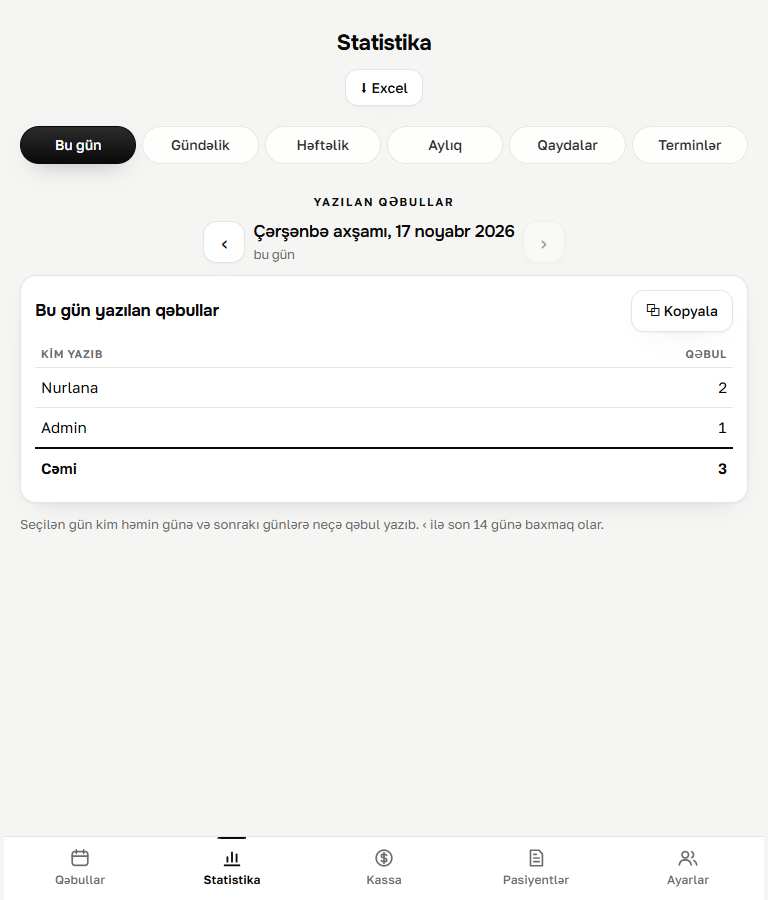 Statistika
⭳ Excel
Bu gün
Gündəlik
Həftəlik
Aylıq
Qaydalar
Terminlər
YAZILAN QƏBULLAR
‹
Çərşənbə axşamı, 17 noyabr 2026
bu gün
›
Bu gün yazılan qəbullar
Kopyala
KİM YAZIB QƏBUL
Nurlana 2
Admin 1
Cəmi 3
Seçilən gün kim həmin günə və sonrakı günlərə neçə qəbul yazıb. ‹ ilə son 14 günə baxmaq olar.
Qəbullar
Statistika
Kassa
Pasiyentlər
Ayarlar